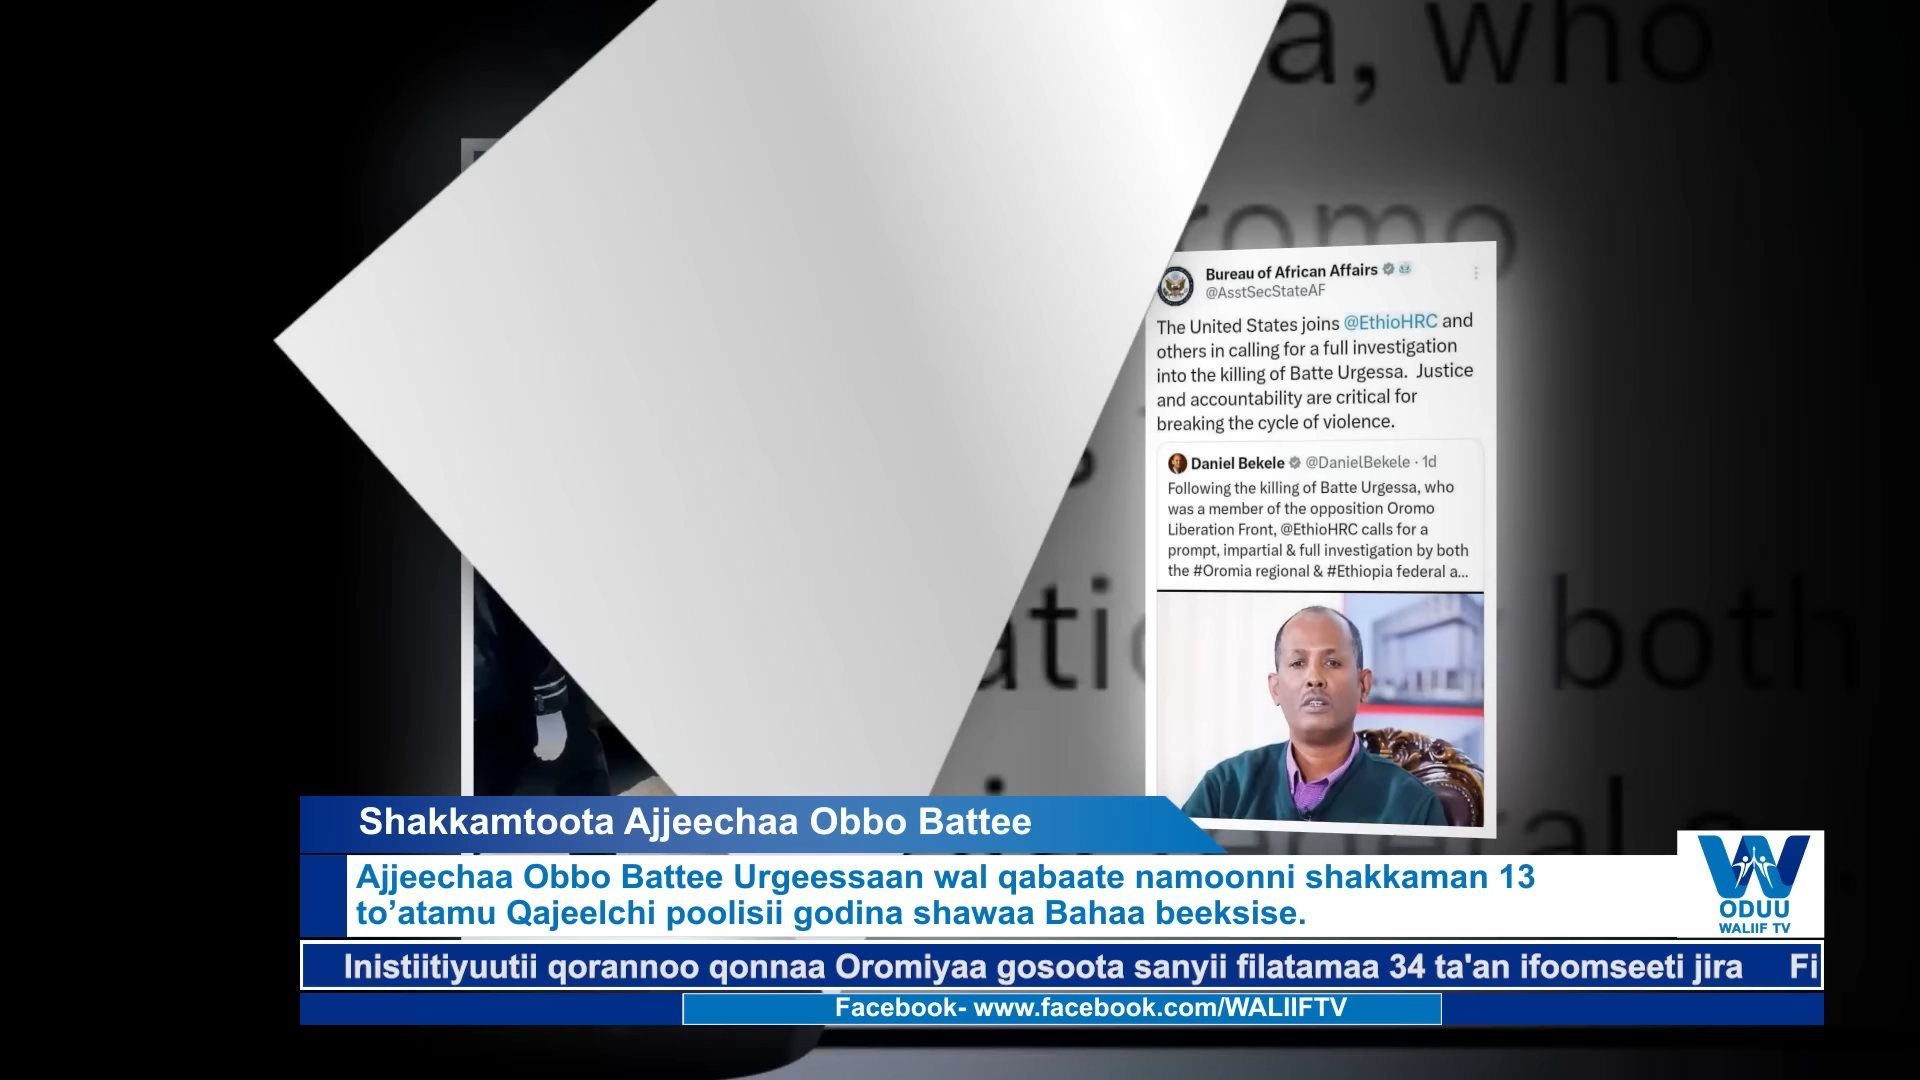 a, who
romo
Bureau of African Affairs
@AsstSecStateAF
The United States joins @EthioHRC and
others in calling for a full investigation
into the killing of Batte Urgessa. Justice
and accountability are critical for
breaking the cycle of violence.
Daniel Bekele @DanielBekele · 1d
Following the killing of Batte Urgessa, who
was a member of the opposition Oromo
Liberation Front, @EthioHRC calls for a
prompt, impartial & full investigation by both
the #Oromia regional & #Ethiopia federal a...
both
Shakkamtoota Ajjeechaa Obbo Battee
Ajjeechaa Obbo Battee Urgeessaan wal qabaate namoonni shakkaman 13
to’atamu Qajeelchi poolisii godina shawaa Bahaa beeksise.
W
ODUU
WALIIF TV
Inistiitiyuutii qorannoo qonnaa Oromiyaa gosoota sanyii filatamaa 34 ta'an ifoomseeti jira Fi
Facebook- www.facebook.com/WALIIFTV